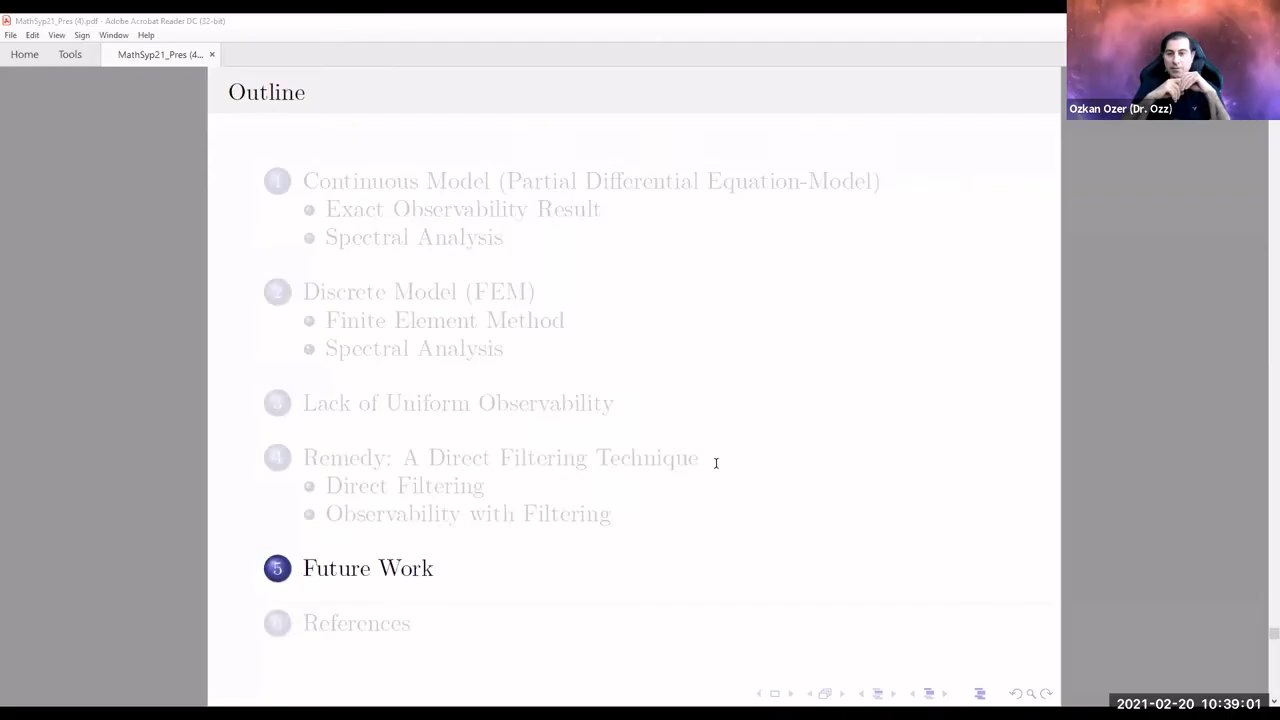 MathSyp21_Pres (4).pdf - Adobe Acrobat Reader DC (32-bit)
File Edit View Sign Window Help
Home Tools MathSyp21_Pres (4... ×
Ozkan Ozer (Dr. Ozz)
Outline
1 Continuous Model (Partial Differential Equation-Model)
Exact Observability Result
Spectral Analysis
2 Discrete Model (FEM)
Finite Element Method
Spectral Analysis
3 Lack of Uniform Observability
4 Remedy: A Direct Filtering Technique
Direct Filtering
Observability with Filtering
5 Future Work
6 References
2021-02-20 10:39:01